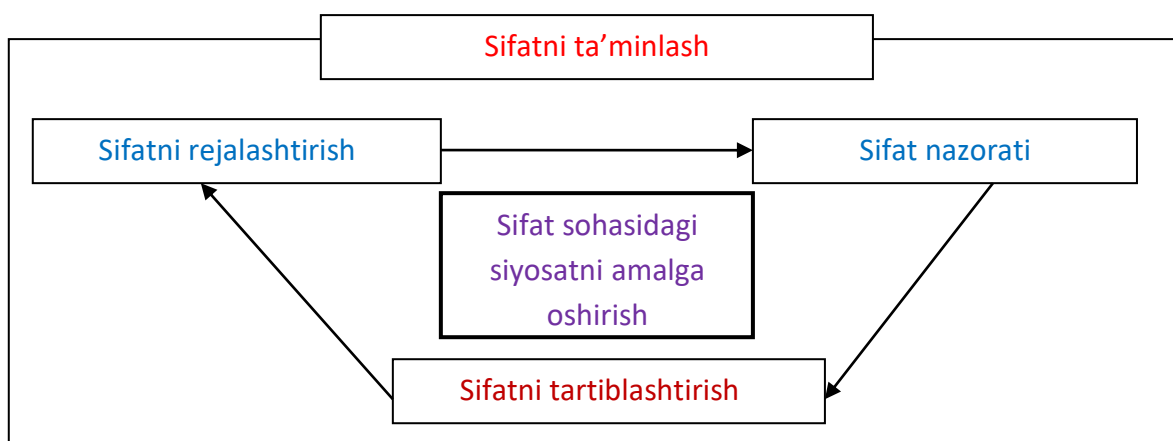 Sifatni ta’minlash
Sifatni rejalashtirish
Sifat nazorati
Sifat sohasidagi
siyosatni amalga
oshirish
Sifatni tartiblashtirish